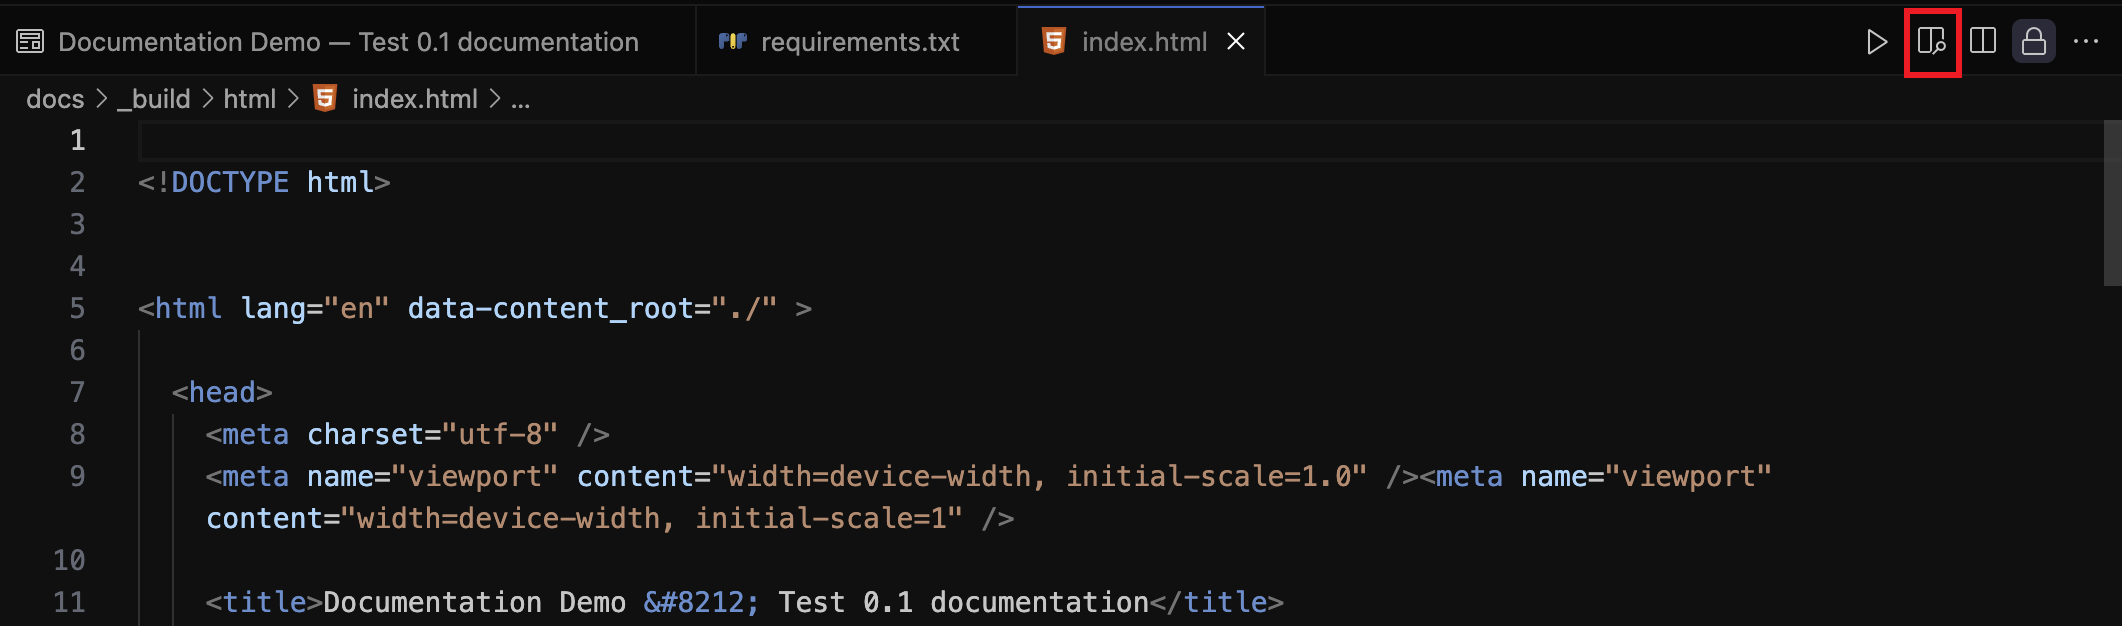 Documentation Demo — Test 0.1 documentation requirements.txt index.html
docs > _build > html > index.html > ...
1
2 <!DOCTYPE html>
3
4
5 <html lang="en" data-content_root="./" >
6
7 <head>
8 <meta charset="utf-8" />
9 <meta name="viewport" content="width=device-width, initial-scale=1.0" /><meta name="viewport"
content="width=device-width, initial-scale=1" />
10
11 <title>Documentation Demo &#8212; Test 0.1 documentation</title>